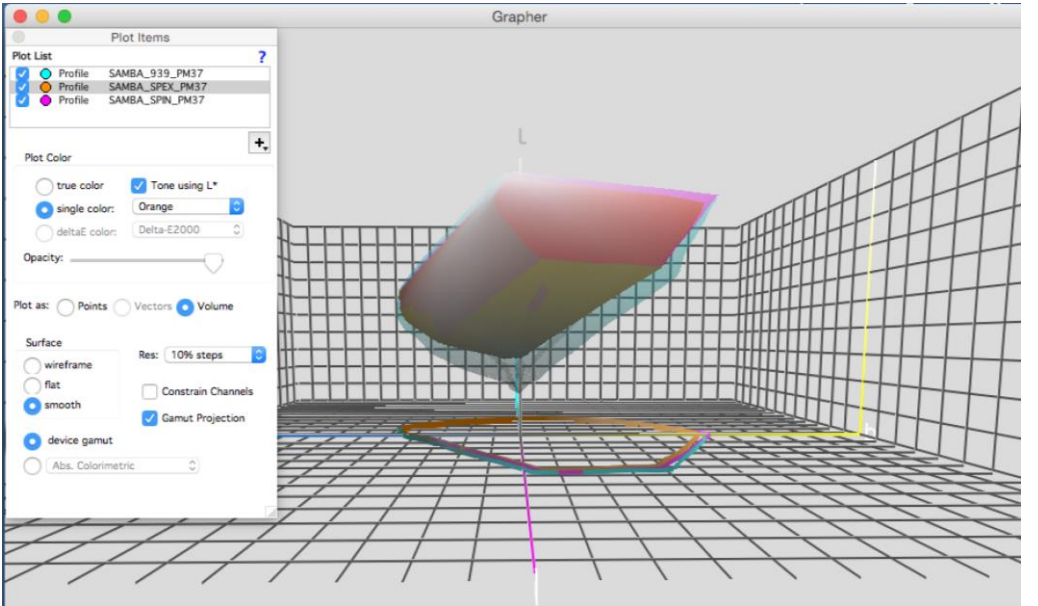 Grapher
Plot Items
Plot List ?
Profile SAMBA_939_PM37
Profile SAMBA_SPEX_PM37
Profile SAMBA_SPIN_PM37
+
Plot Color
true color Tone using L*
single color: Orange
deltaE color: Delta-E2000
Opacity:
Plot as: Points Vectors Volume
Surface
wireframe Res: 10% steps
flat Constrain Channels
smooth Gamut Projection
device gamut
Abs. Colorimetric
L
b